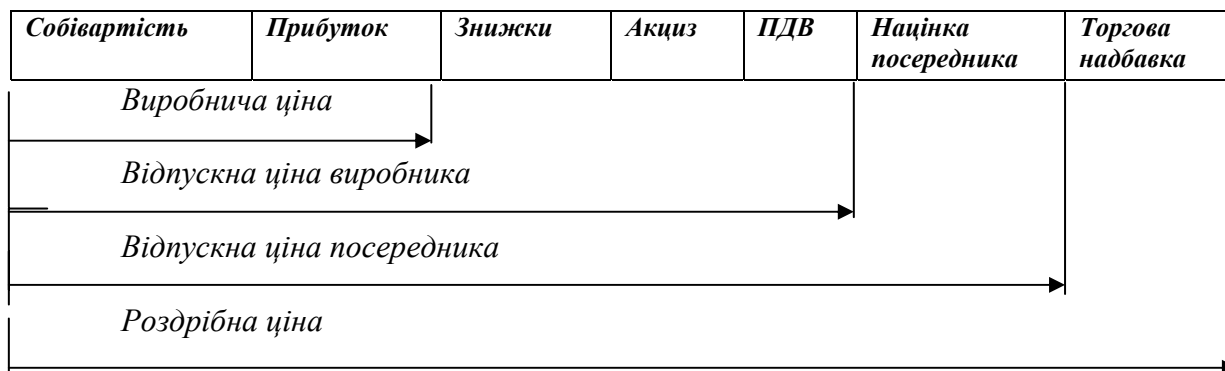 Собівартість Прибуток Знижки Акциз ПДВ Націнка посередника Торгова надбавка
Виробнича ціна
Відпускна ціна виробника
Відпускна ціна посередника
Роздрібна ціна